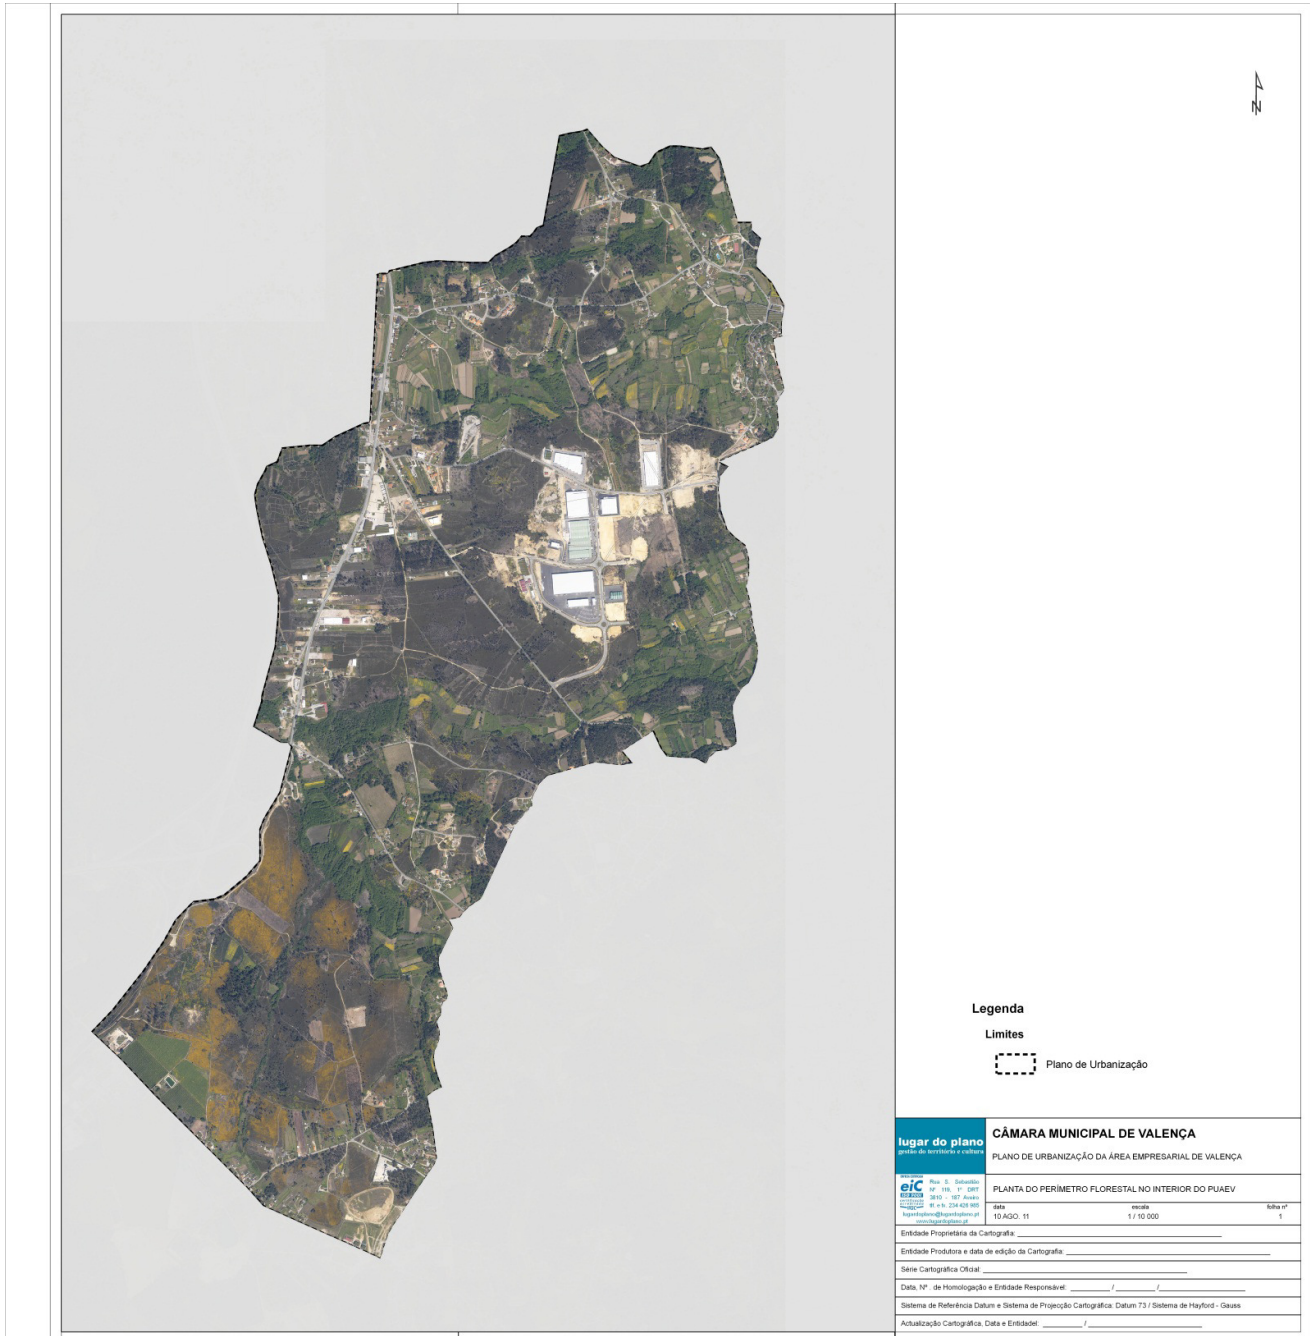 N
Legenda
Limites
Plano de Urbanização
lugar do plano
gestão do território e cultura
CÂMARA MUNICIPAL DE VALENÇA
PLANO DE URBANIZAÇÃO DA ÁREA EMPRESARIAL DE VALENÇA
eiC
ISO 9001
Rua S. Sebastião
Nº 118, 1º DRT
3810 - 187 Aveiro
tll. e fx: 234 426 985
lugardoplano@lugardoplano.pt
www.lugardoplano.pt
PLANTA DO PERÍMETRO FLORESTAL NO INTERIOR DO PUAEV
data escala folha nº
10 AGO. 11 1 / 10 000 1
Entidade Proprietária da Cartografia:
Entidade Produtora e data de edição da Cartografia:
Série Cartográfica Oficial:
Data, Nº . de Homologação e Entidade Responsável: / /
Sistema de Referência Datum e Sistema de Projecção Cartográfica: Datum 73 / Sistema de Hayford - Gauss
Actualização Cartográfica, Data e Entidadel: /